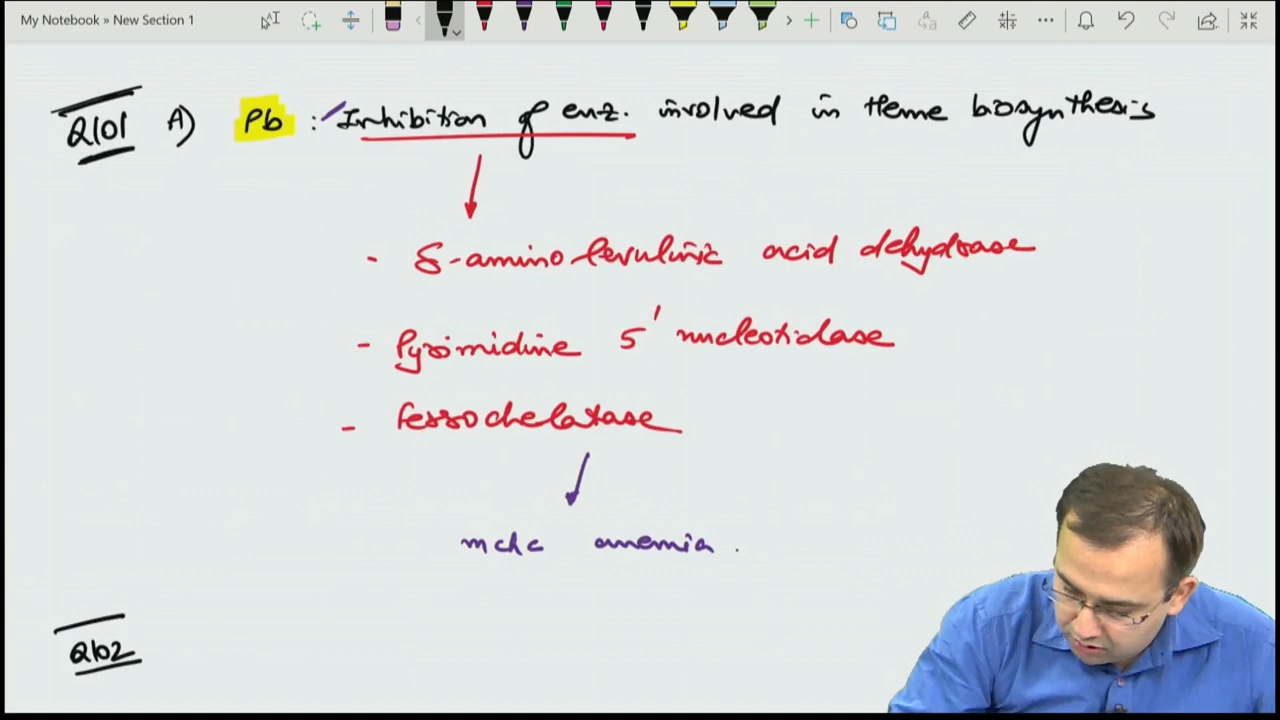 My Notebook » New Section 1
Q101 A) Pb : Inhibition of enz. involved in Heme biosynthesis
- δ-amino levulinic acid dehydrase
- Pyrimidine 5' nucleotidase
- Ferrochelatase
mchc anemia.
Q102